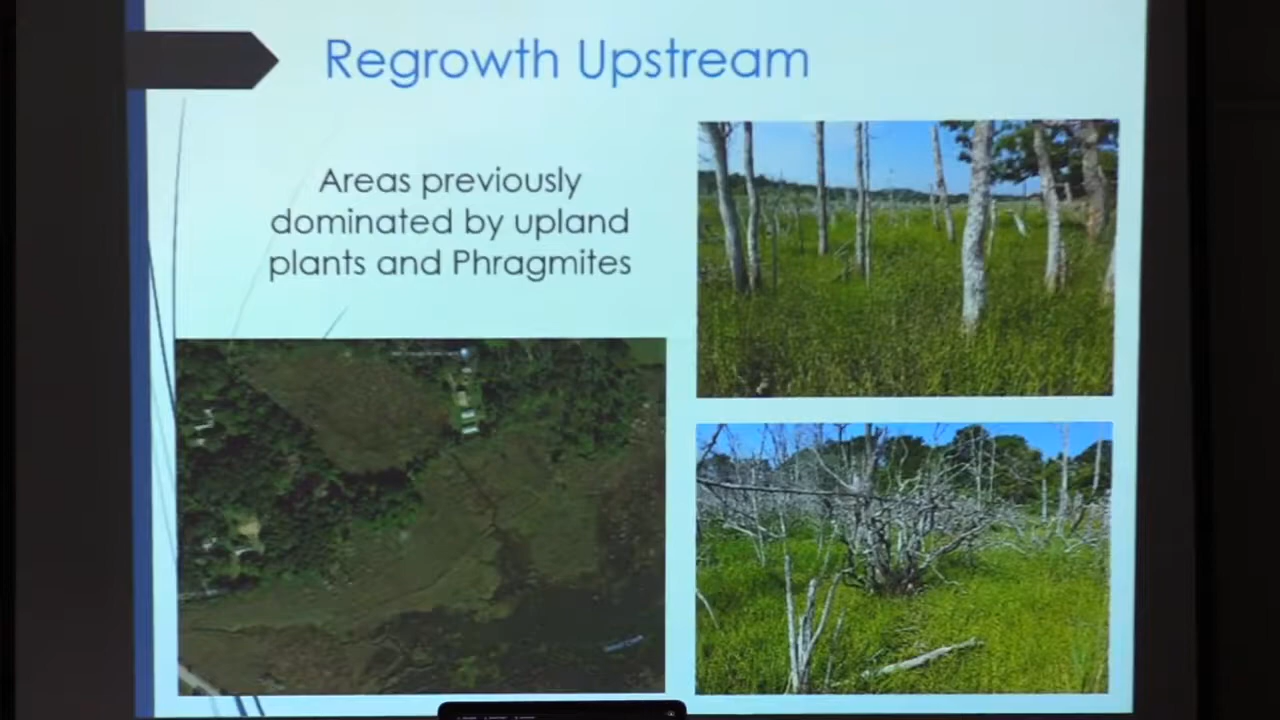 Regrowth Upstream
Areas previously
dominated by upland
plants and Phragmites